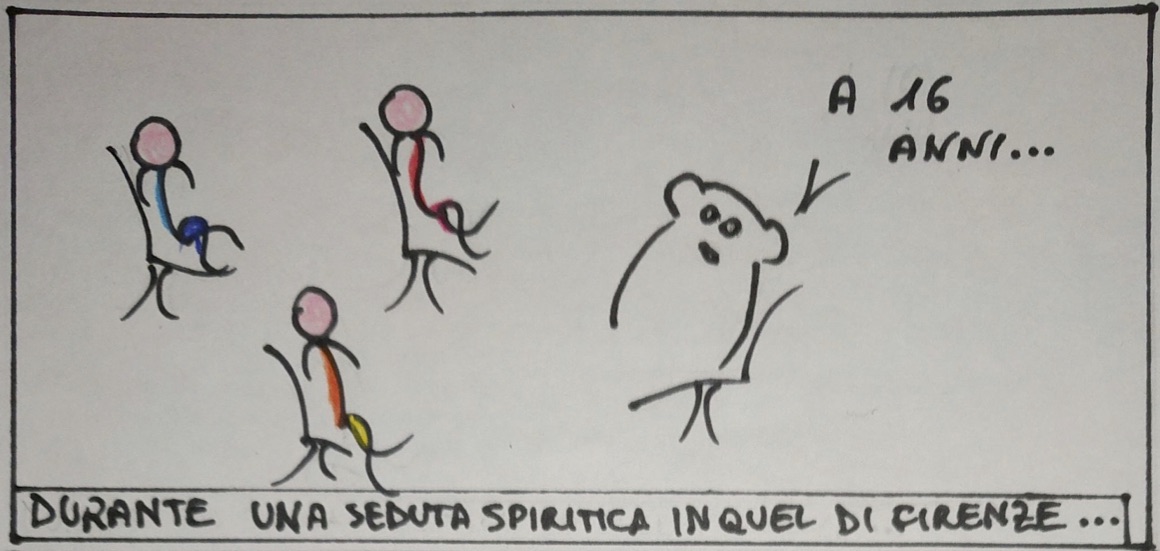 A 16
ANNI...
DURANTE UNA SEDUTA SPIRITICA IN QUEL DI FIRENZE...